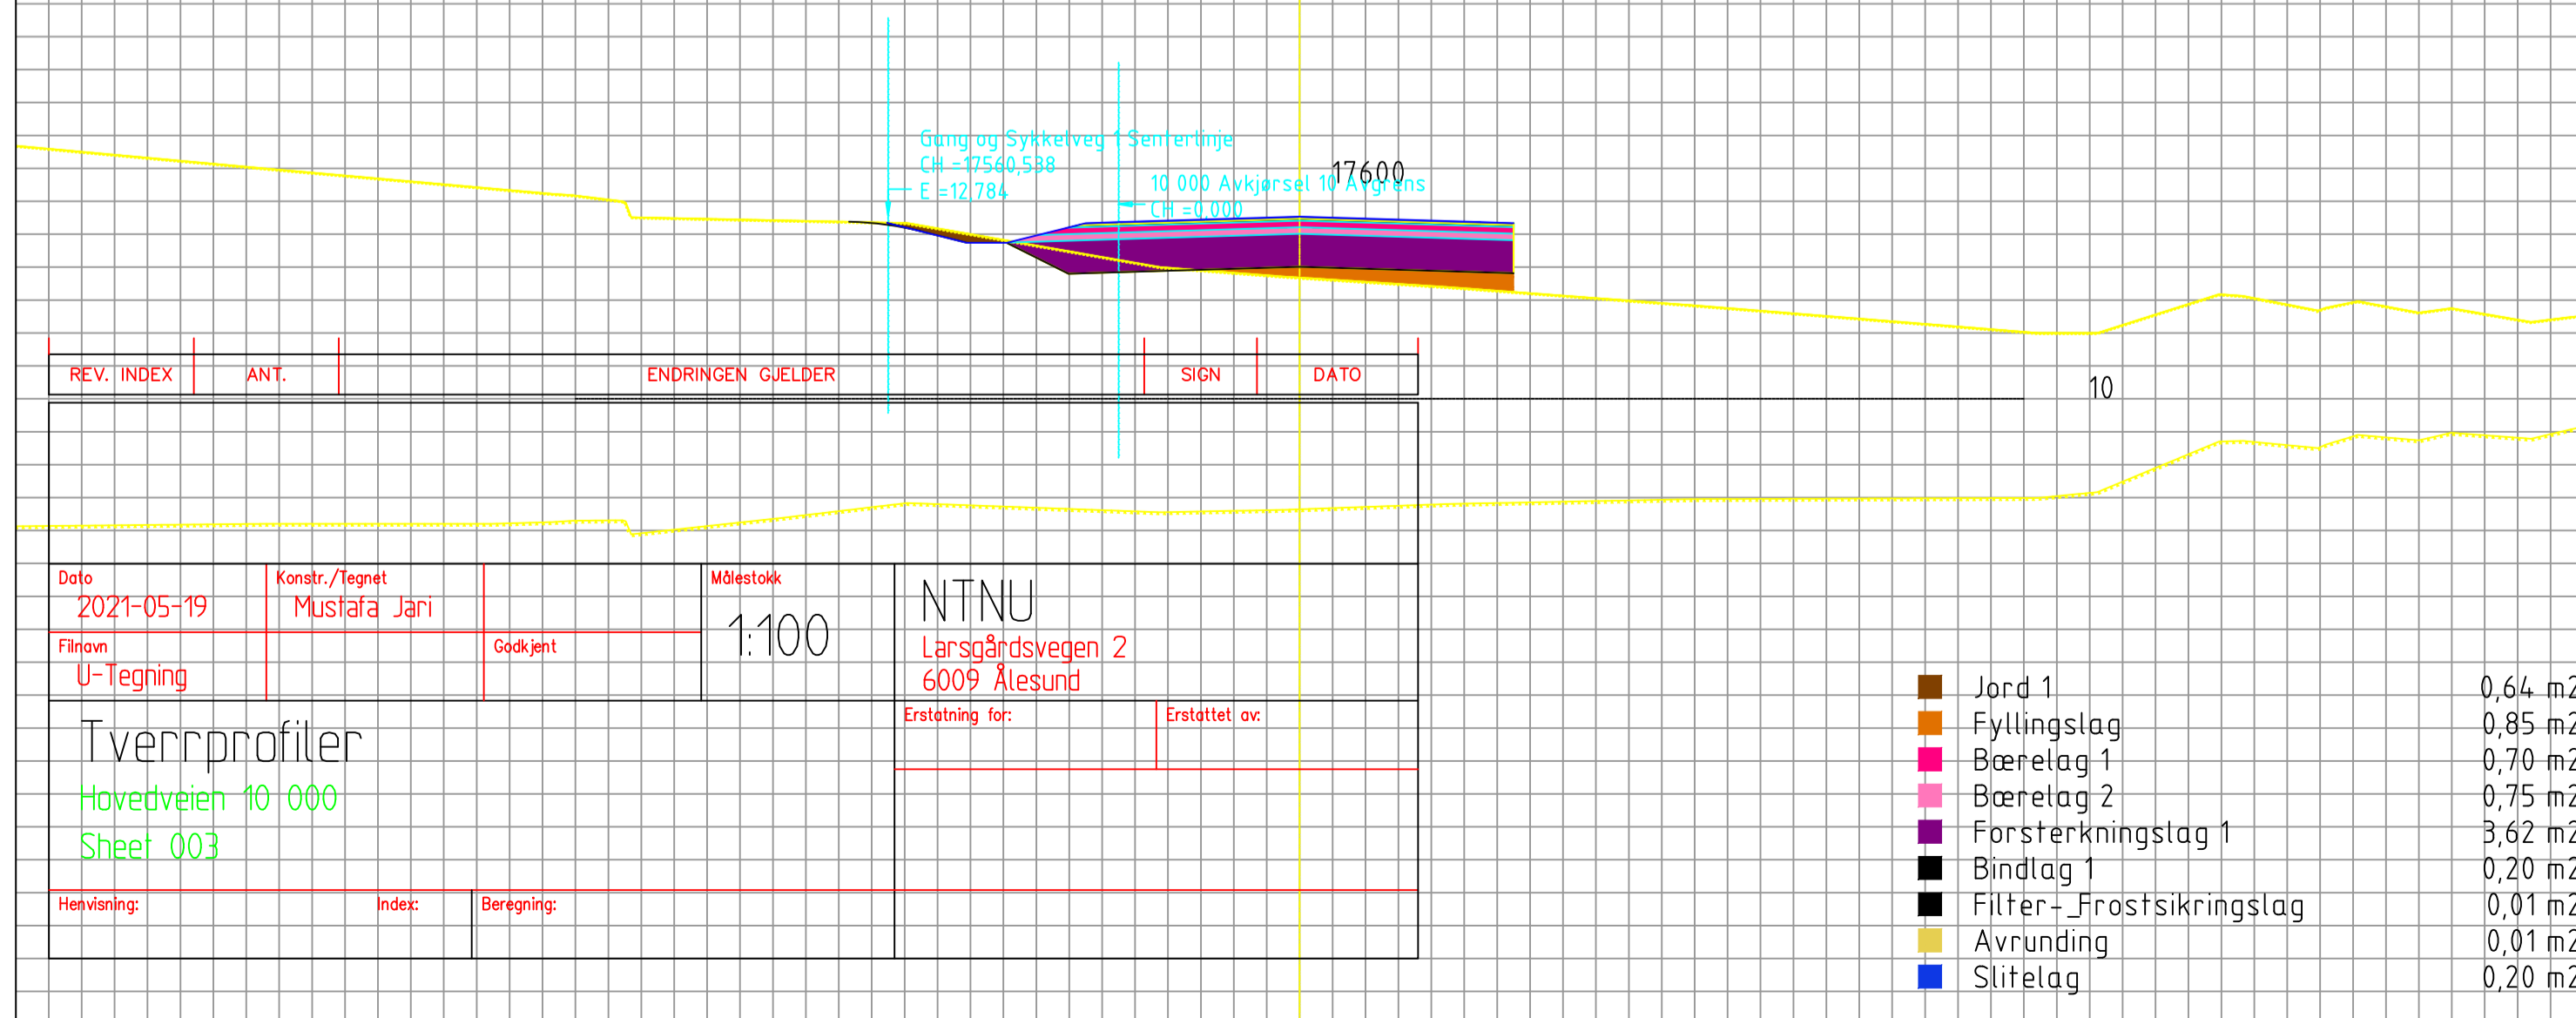 Gang og Sykkelveg 1 Senterlinje
CH =17560,538
E =12,784
17600
10 000 Avkjørsel 10 Avgrens
CH =0,000
REV. INDEX ANT. ENDRINGEN GJELDER SIGN DATO
10
Dato
2021-05-19
Konstr./Tegnet
Mustafa Jari
Målestokk
1:100
NTNU
Larsgårdsvegen 2
6009 Ålesund
Filnavn
U-Tegning
Godkjent
Tverrprofiler
Hovedveien 10 000
Sheet 003
Erstatning for: Erstattet av:
Henvisning: Index: Beregning:
Jord 1 0,64 m2
Fyllingslag 0,85 m2
Bærelag 1 0,70 m2
Bærelag 2 0,75 m2
Forsterkningslag 1 3,62 m2
Bindlag 1 0,20 m2
Filter-_Frostsikringslag 0,01 m2
Avrunding 0,01 m2
Slitelag 0,20 m2